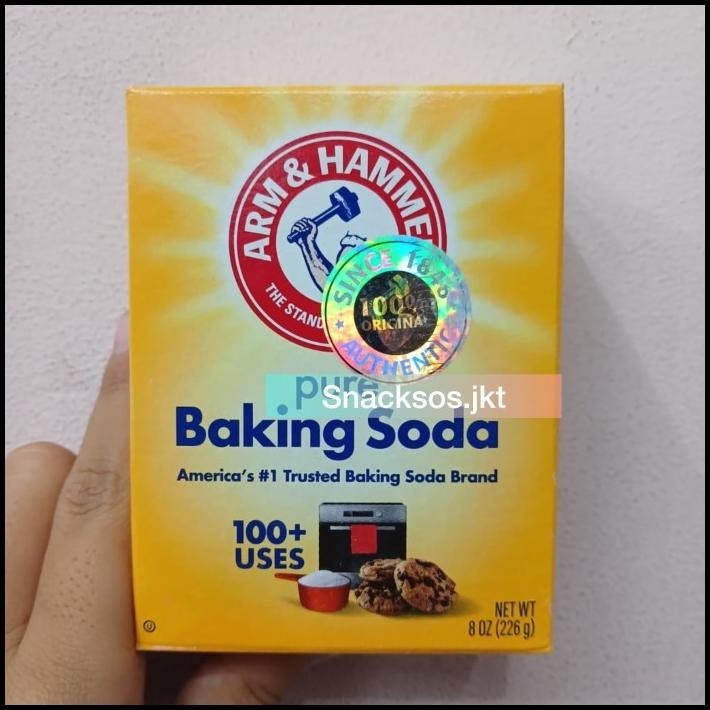 ARM & HAMME
THE STAND
SINCE 1846
100%
ORIGINAL
AUTHENTIC
pure
Snacksos.jkt
Baking Soda
America's #1 Trusted Baking Soda Brand
100+
USES
NET WT
8 OZ (226 g)
U